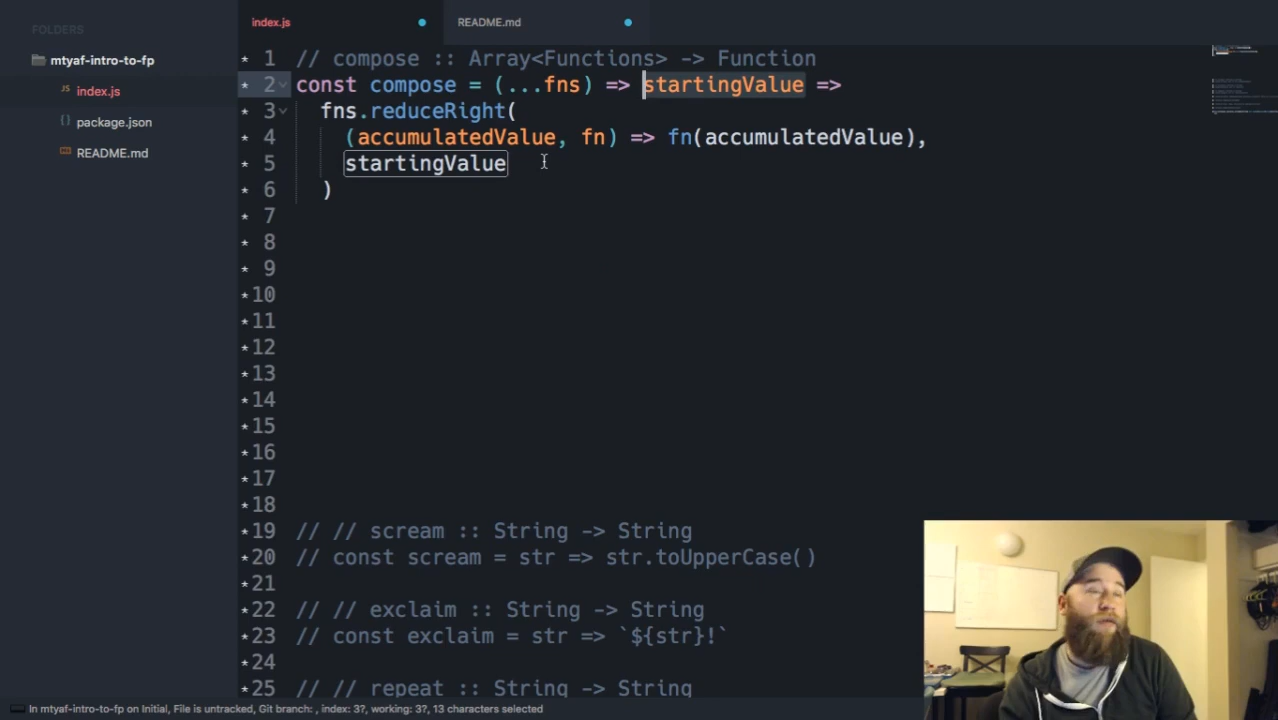 FOLDERS
mtyaf-intro-to-fp
JS index.js
{} package.json
README.md
index.js
README.md
* 1 // compose :: Array<Functions> -> Function
* 2 const compose = (...fns) => startingValue =>
* 3 fns.reduceRight(
* 4 (accumulatedValue, fn) => fn(accumulatedValue),
* 5 startingValue
* 6 )
* 7
* 8
* 9
* 10
* 11
* 12
* 13
* 14
* 15
* 16
* 17
* 18
* 19 // // scream :: String -> String
* 20 // const scream = str => str.toUpperCase()
* 21
* 22 // // exclaim :: String -> String
* 23 // const exclaim = str => `${str}!`
* 24
* 25 // // repeat :: String -> String
In mtyaf-intro-to-fp on Initial, File is untracked, Git branch: , index: 3?, working: 3?, 13 characters selected